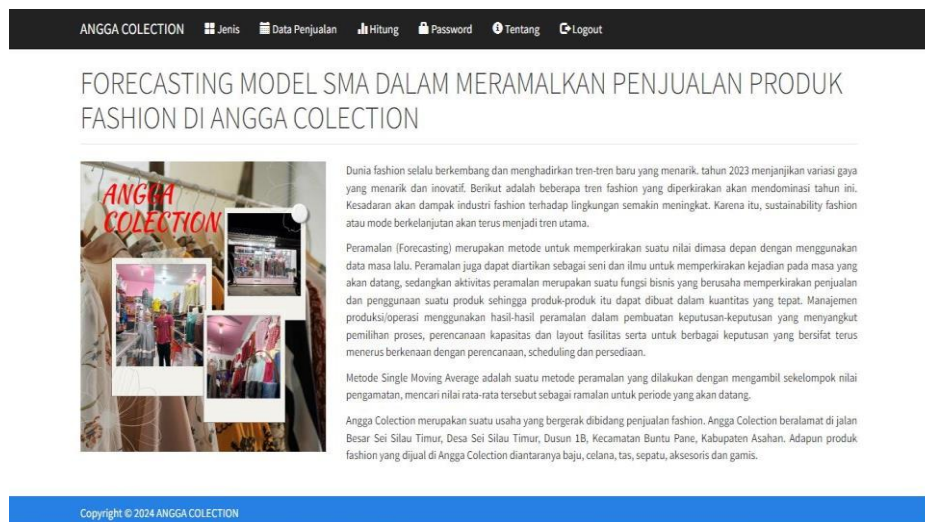 ANGGA COLECTION Jenis Data Penjualan Hitung Password Tentang Logout
FORECASTING MODEL SMA DALAM MERAMALKAN PENJUALAN PRODUK
FASHION DI ANGGA COLECTION
ANGGA
COLECTION
Dunia fashion selalu berkembang dan menghadirkan tren-tren baru yang menarik. tahun 2023 menjanjikan variasi gaya
yang menarik dan inovatif. Berikut adalah beberapa tren fashion yang diperkirakan akan mendominasi tahun ini.
Kesadaran akan dampak industri fashion terhadap lingkungan semakin meningkat. Karena itu, sustainability fashion
atau mode berkelanjutan akan terus menjadi tren utama.
Peramalan (Forecasting) merupakan metode untuk memperkirakan suatu nilai dimasa depan dengan menggunakan
data masa lalu. Peramalan juga dapat diartikan sebagai seni dan ilmu untuk memperkirakan kejadian pada masa yang
akan datang, sedangkan aktivitas peramalan merupakan suatu fungsi bisnis yang berusaha memperkirakan penjualan
dan penggunaan suatu produk sehingga produk-produk itu dapat dibuat dalam kuantitas yang tepat. Manajemen
produksi/operasi menggunakan hasil-hasil peramalan dalam pembuatan keputusan-keputusan yang menyangkut
pemilihan proses, perencanaan kapasitas dan layout fasilitas serta untuk berbagai keputusan yang bersifat terus
menerus berkenaan dengan perencanaan, scheduling dan persediaan.
Metode Single Moving Average adalah suatu metode peramalan yang dilakukan dengan mengambil sekelompok nilai
pengamatan, mencari nilai rata-rata tersebut sebagai ramalan untuk periode yang akan datang.
Angga Colection merupakan suatu usaha yang bergerak dibidang penjualan fashion. Angga Colection beralamat di jalan
Besar Sei Silau Timur, Desa Sei Silau Timur, Dusun 1B, Kecamatan Buntu Pane, Kabupaten Asahan. Adapun produk
fashion yang dijual di Angga Colection diantaranya baju, celana, tas, sepatu, aksesoris dan gamis.
Copyright © 2024 ANGGA COLECTION